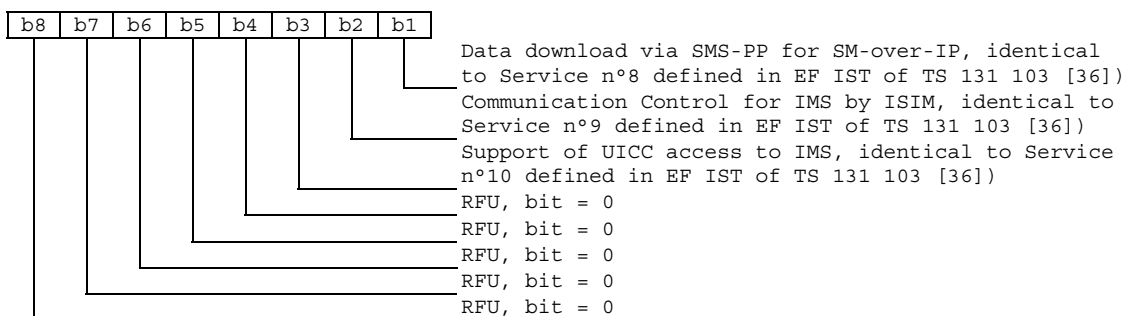 b8 b7 b6 b5 b4 b3 b2 b1
Data download via SMS-PP for SM-over-IP, identical
to Service nº8 defined in EF IST of TS 131 103 [36])
Communication Control for IMS by ISIM, identical to
Service nº9 defined in EF IST of TS 131 103 [36])
Support of UICC access to IMS, identical to Service
nº10 defined in EF IST of TS 131 103 [36])
RFU, bit = 0
RFU, bit = 0
RFU, bit = 0
RFU, bit = 0
RFU, bit = 0